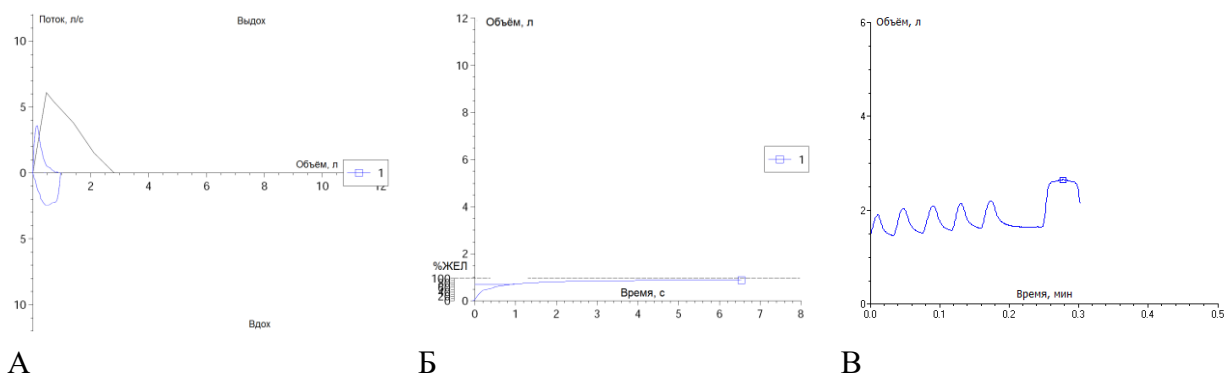 Поток, л/с
Выдох
10
5
0
5
10
Объём, л
2 4 6 8 10 12
1
Вдох
А
Объём, л
12
10
8
6
4
2
0
%ЖЕЛ
100
1
Время, с
0 1 2 3 4 5 6 7 8
Б
Объём, л
6
4
2
0
Время, мин
0.0 0.1 0.2 0.3 0.4 0.5
В